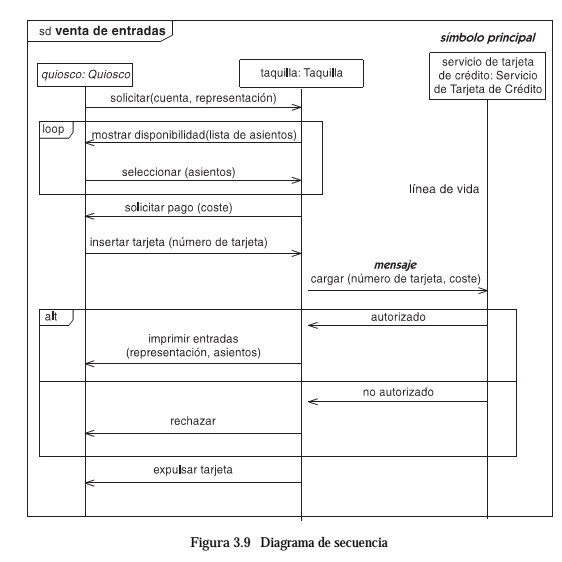 sd venta de entradas
símbolo principal
quiosco: Quiosco
taquilla: Taquilla
servicio de tarjeta
de crédito: Servicio
de Tarjeta de Crédito
solicitar(cuenta, representación)
loop
mostrar disponibilidad(lista de asientos)
seleccionar (asientos)
línea de vida
solicitar pago (coste)
insertar tarjeta (número de tarjeta)
mensaje
cargar (número de tarjeta, coste)
alt
autorizado
imprimir entradas
(representación, asientos)
no autorizado
rechazar
expulsar tarjeta
Figura 3.9 Diagrama de secuencia